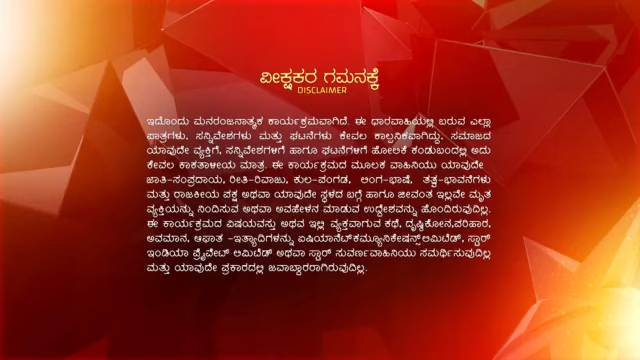 ವೀಕ್ಷಕರ ಗಮನಕ್ಕೆ
DISCLAIMER
ಇದೊಂದು ಮನರಂಜನಾತ್ಮಕ ಕಾರ್ಯಕ್ರಮವಾಗಿದೆ. ಈ ಧಾರವಾಹಿಯಲ್ಲಿ ಬರುವ ಎಲ್ಲಾ
ಪಾತ್ರಗಳು, ಸನ್ನಿವೇಶಗಳು ಮತ್ತು ಘಟನೆಗಳು ಕೇವಲ ಕಾಲ್ಪನಿಕವಾಗಿದ್ದು, ಸಮಾಜದ
ಯಾವುದೇ ವ್ಯಕ್ತಿಗೆ, ಸನ್ನಿವೇಶಗಳಿಗೆ ಹಾಗೂ ಘಟನೆಗಳಿಗೆ ಹೋಲಿಕೆ ಕಂಡುಬಂದಲ್ಲಿ ಅದು
ಕೇವಲ ಕಾಕತಾಳೀಯ ಮಾತ್ರ. ಈ ಕಾರ್ಯಕ್ರಮದ ಮೂಲಕ ವಾಹಿನಿಯು ಯಾವುದೇ
ಜಾತಿ-ಸಂಪ್ರದಾಯ, ರೀತಿ-ರಿವಾಜು, ಕುಲ-ಪಂಗಡ, ಲಿಂಗ-ಭಾಷೆ, ತತ್ವ-ಭಾವನೆಗಳು
ಮತ್ತು ರಾಜಕೀಯ ಪಕ್ಷ ಅಥವಾ ಯಾವುದೇ ಸ್ಥಳದ ಬಗ್ಗೆ ಹಾಗೂ ಜೀವಂತ ಇಲ್ಲವೇ ಮೃತ
ವ್ಯಕ್ತಿಯನ್ನು ನಿಂದಿಸುವ ಅಥವಾ ಅವಹೇಳನ ಮಾಡುವ ಉದ್ದೇಶವನ್ನು ಹೊಂದಿರುವುದಿಲ್ಲ.
ಈ ಕಾರ್ಯಕ್ರಮದ ವಿಷಯವಸ್ತು ಅಥವ ಇಲ್ಲಿ ವ್ಯಕ್ತವಾಗುವ ಕಥೆ, ದೃಷ್ಟಿಕೋನ,ಪರಿಹಾರ,
ಅವಮಾನ, ಆಘಾತ -ಇತ್ಯಾದಿಗಳನ್ನು ಏಷಿಯಾನೆಟ್‌ಕಮ್ಯೂನಿಕೇಷನ್ಸ್‌ಲಿಮಿಟೆಡ್, ಸ್ಟಾರ್
ಇಂಡಿಯಾ ಪ್ರೈವೇಟ್ ಲಿಮಿಟೆಡ್ ಅಥವಾ ಸ್ಟಾರ್ ಸುವರ್ಣವಾಹಿನಿಯು ಸಮರ್ಥಿಸುವುದಿಲ್ಲ
ಮತ್ತು ಯಾವುದೇ ಪ್ರಕಾರದಲ್ಲಿ ಜವಾಬ್ದಾರರಾಗಿರುವುದಿಲ್ಲ.